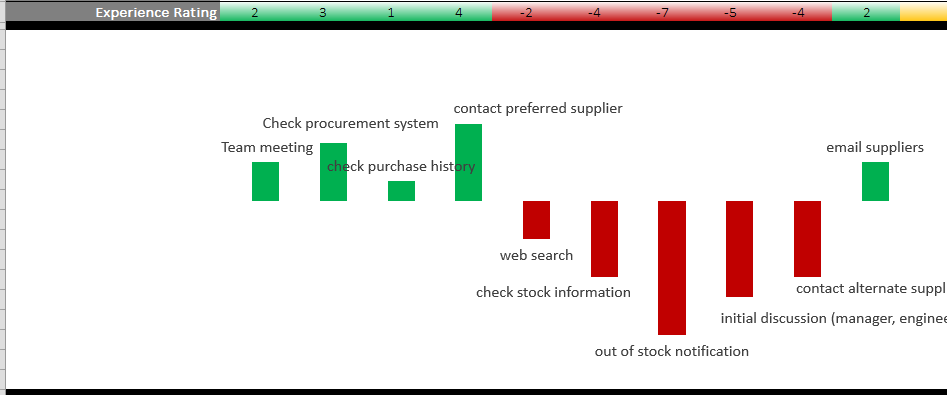 Experience Rating 2 3 1 4 -2 -4 -7 -5 -4 2
contact preferred supplier
Check procurement system
Team meeting
email suppliers
check purchase history
web search
check stock information
contact alternate suppl
initial discussion (manager, enginee
out of stock notification